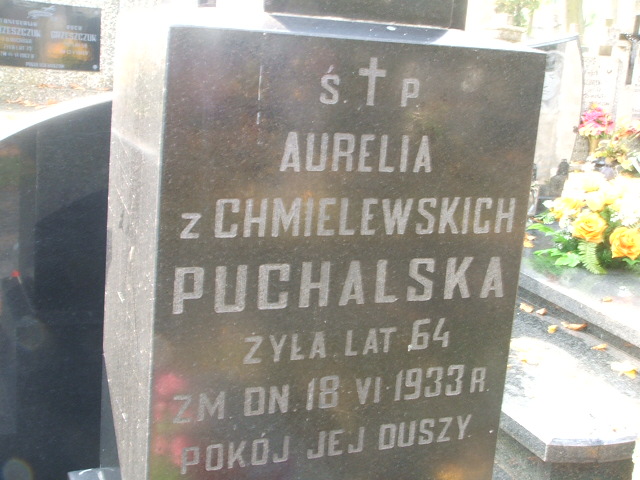 Ś. † P
AURELIA
z CHMIELEWSKICH
PUCHALSKA
ŻYŁA LAT 64
ZM. DN. 18 VI 1933 R.
POKÓJ JEJ DUSZY.